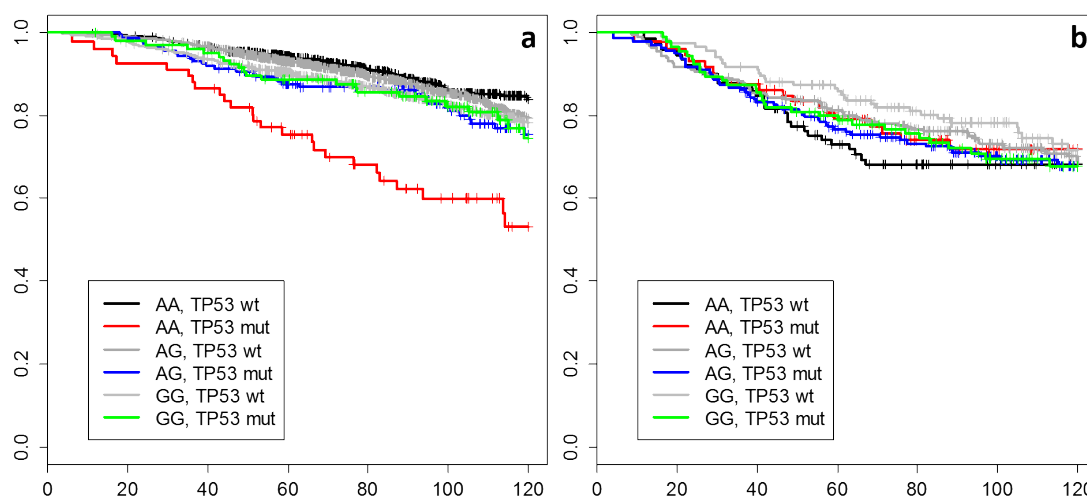 a
1.0
0.8
0.6
0.4
0.2
0.0
AA, TP53 wt
AA, TP53 mut
AG, TP53 wt
AG, TP53 mut
GG, TP53 wt
GG, TP53 mut
0 20 40 60 80 100 120
b
1.0
0.8
0.6
0.4
0.2
0.0
AA, TP53 wt
AA, TP53 mut
AG, TP53 wt
AG, TP53 mut
GG, TP53 wt
GG, TP53 mut
0 20 40 60 80 100 120